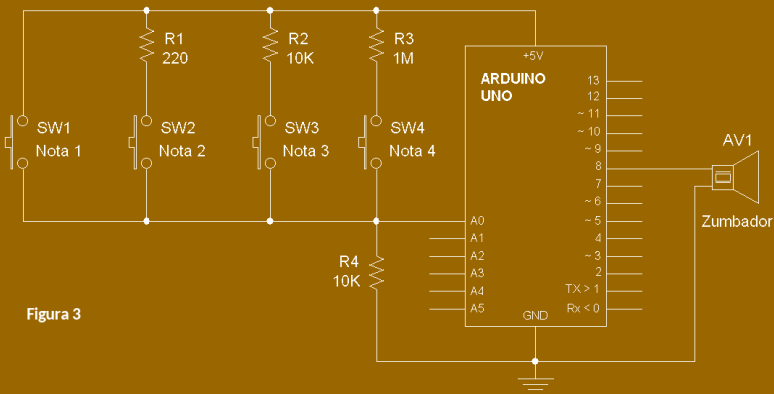 R1
220
R2
10K
R3
1M
SW1
Nota 1
SW2
Nota 2
SW3
Nota 3
SW4
Nota 4
R4
10K
Figura 3
+5V
ARDUINO
UNO
A0
A1
A2
A3
A4
A5
13
12
~ 11
~ 10
~ 9
8
7
~ 6
~ 5
4
~ 3
2
TX > 1
Rx < 0
GND
AV1
Zumbador